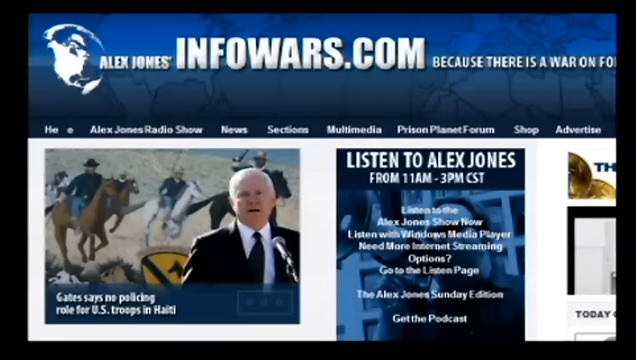 ALEX JONES' INFOWARS.COM BECAUSE THERE IS A WAR ON FO
Alex Jones Radio Show News Sections Multimedia Prison Planet Forum Shop Advertise
LISTEN TO ALEX JONES
FROM 11AM - 3PM CST
TH
Listen to the
Alex Jones Show Now
Listen with Windows Media Player
Need More Internet Streaming
Options?
Go to the Listen Page
The Alex Jones Sunday Edition
Get the Podcast
Gates says no policing
role for U.S. troops in Haiti
TODAY